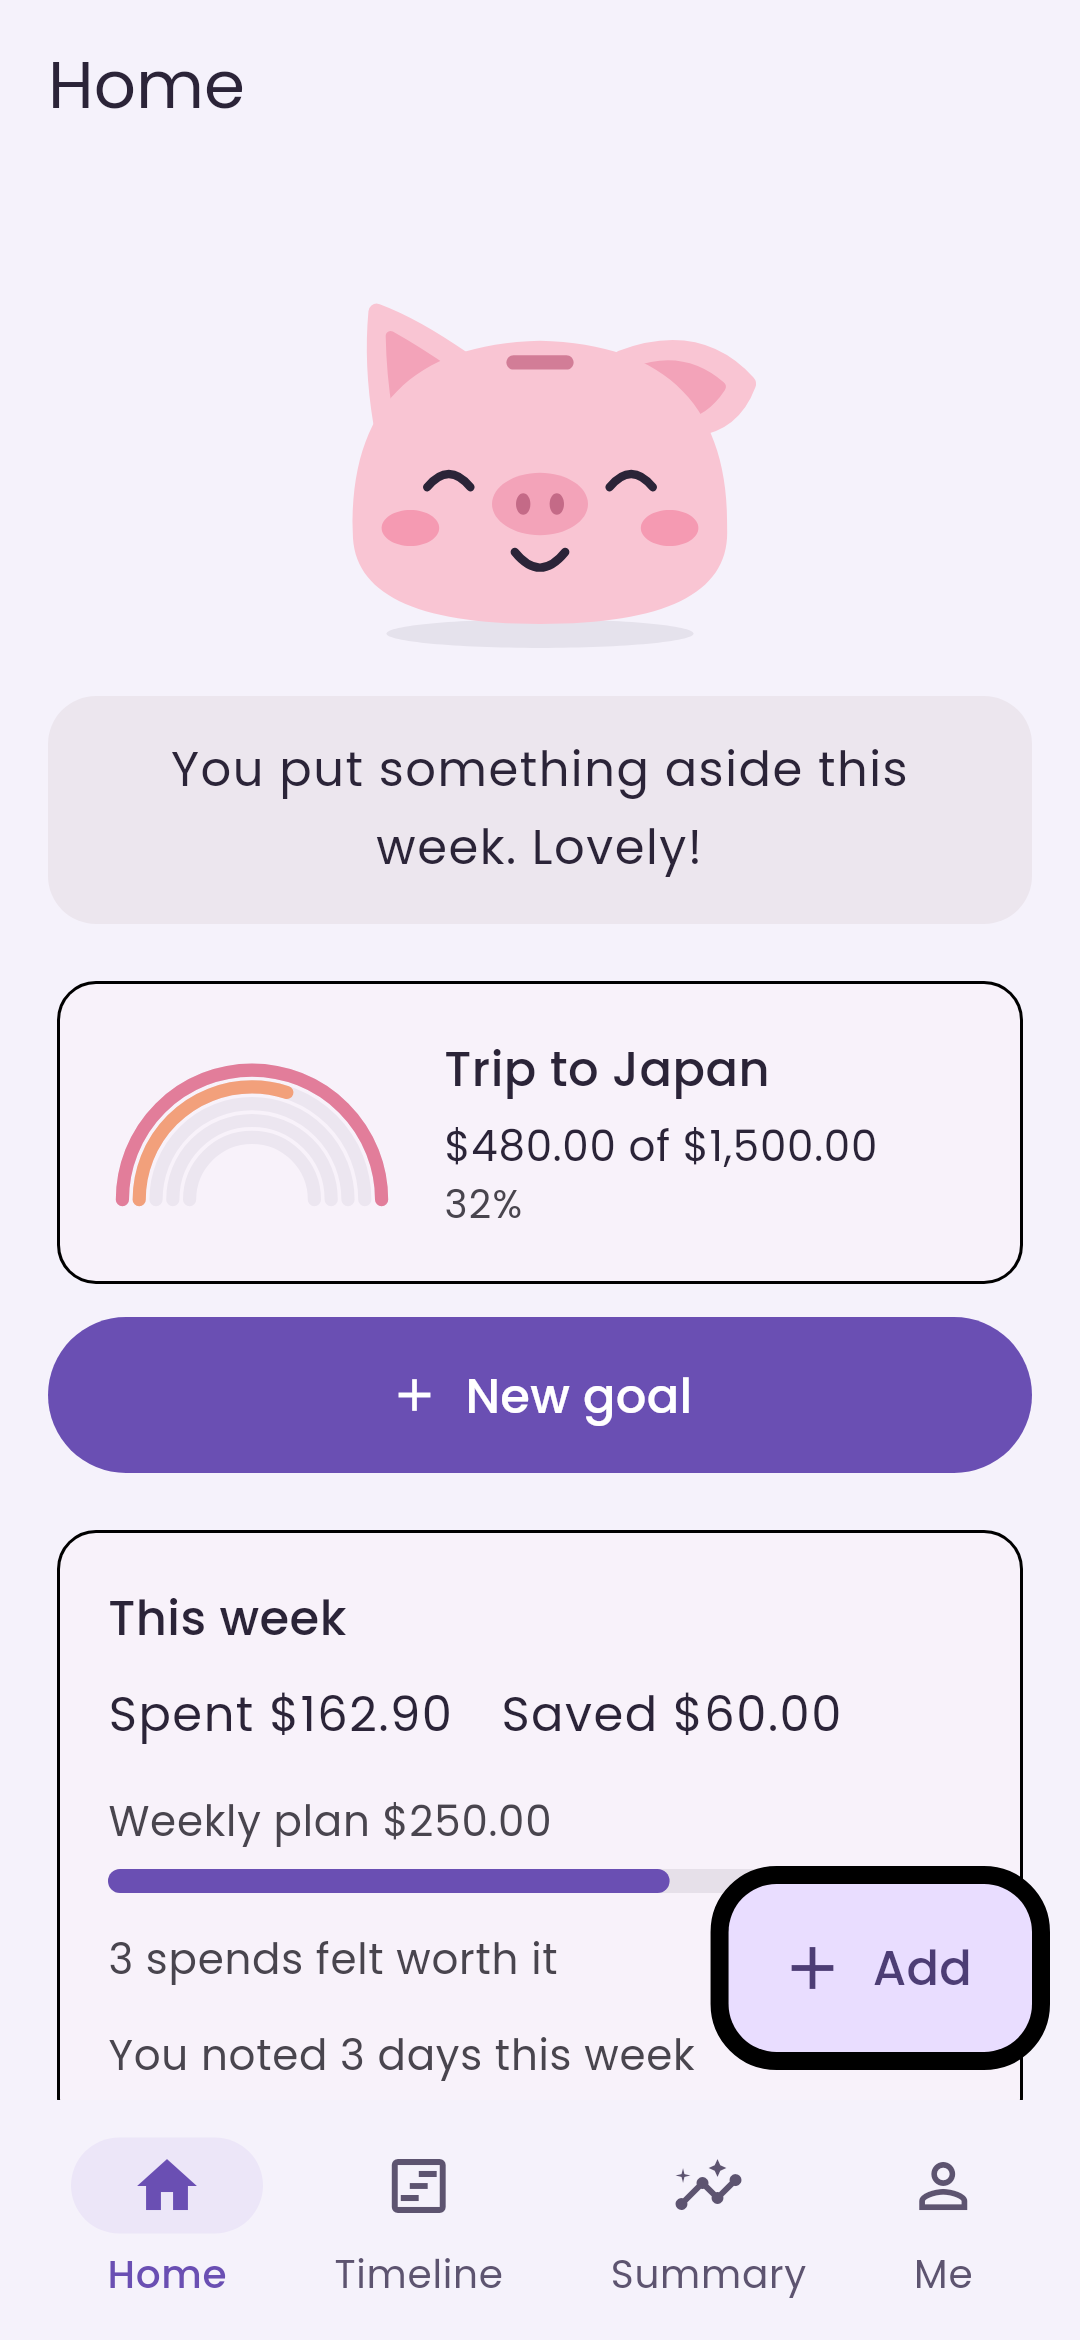 Home
You put something aside this
week. Lovely!
Trip to Japan
$480.00 of $1,500.00
32%
+ New goal
This week
Spent $162.90 Saved $60.00
Weekly plan $250.00
3 spends felt worth it
+ Add
You noted 3 days this week
Home Timeline Summary Me